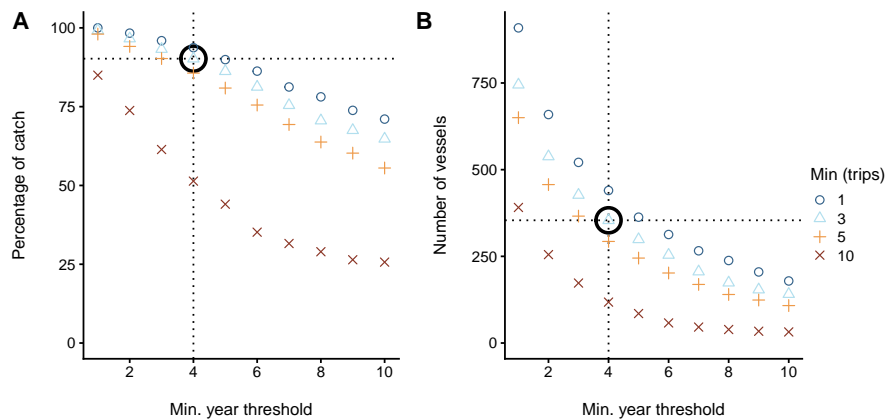 A
Percentage of catch
100
75
50
25
0
2 4 6 8 10
Min. year threshold
B
Number of vessels
750
500
250
0
2 4 6 8 10
Min. year threshold
Min (trips)
1
3
5
10